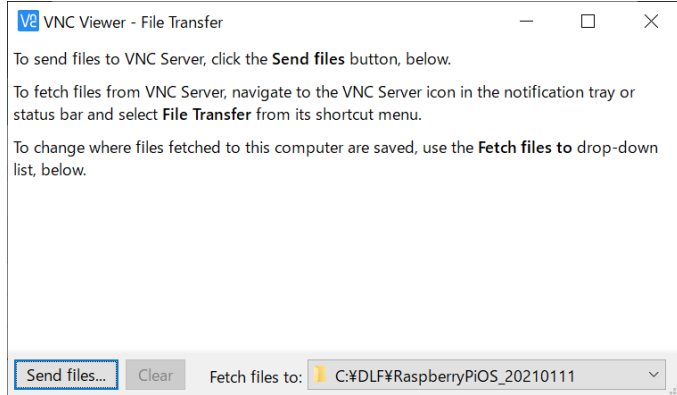 VNC Viewer - File Transfer
To send files to VNC Server, click the Send files button, below.
To fetch files from VNC Server, navigate to the VNC Server icon in the notification tray or
status bar and select File Transfer from its shortcut menu.
To change where files fetched to this computer are saved, use the Fetch files to drop-down
list, below.
Send files... Clear Fetch files to: C:¥DLF¥RaspberryPiOS_20210111